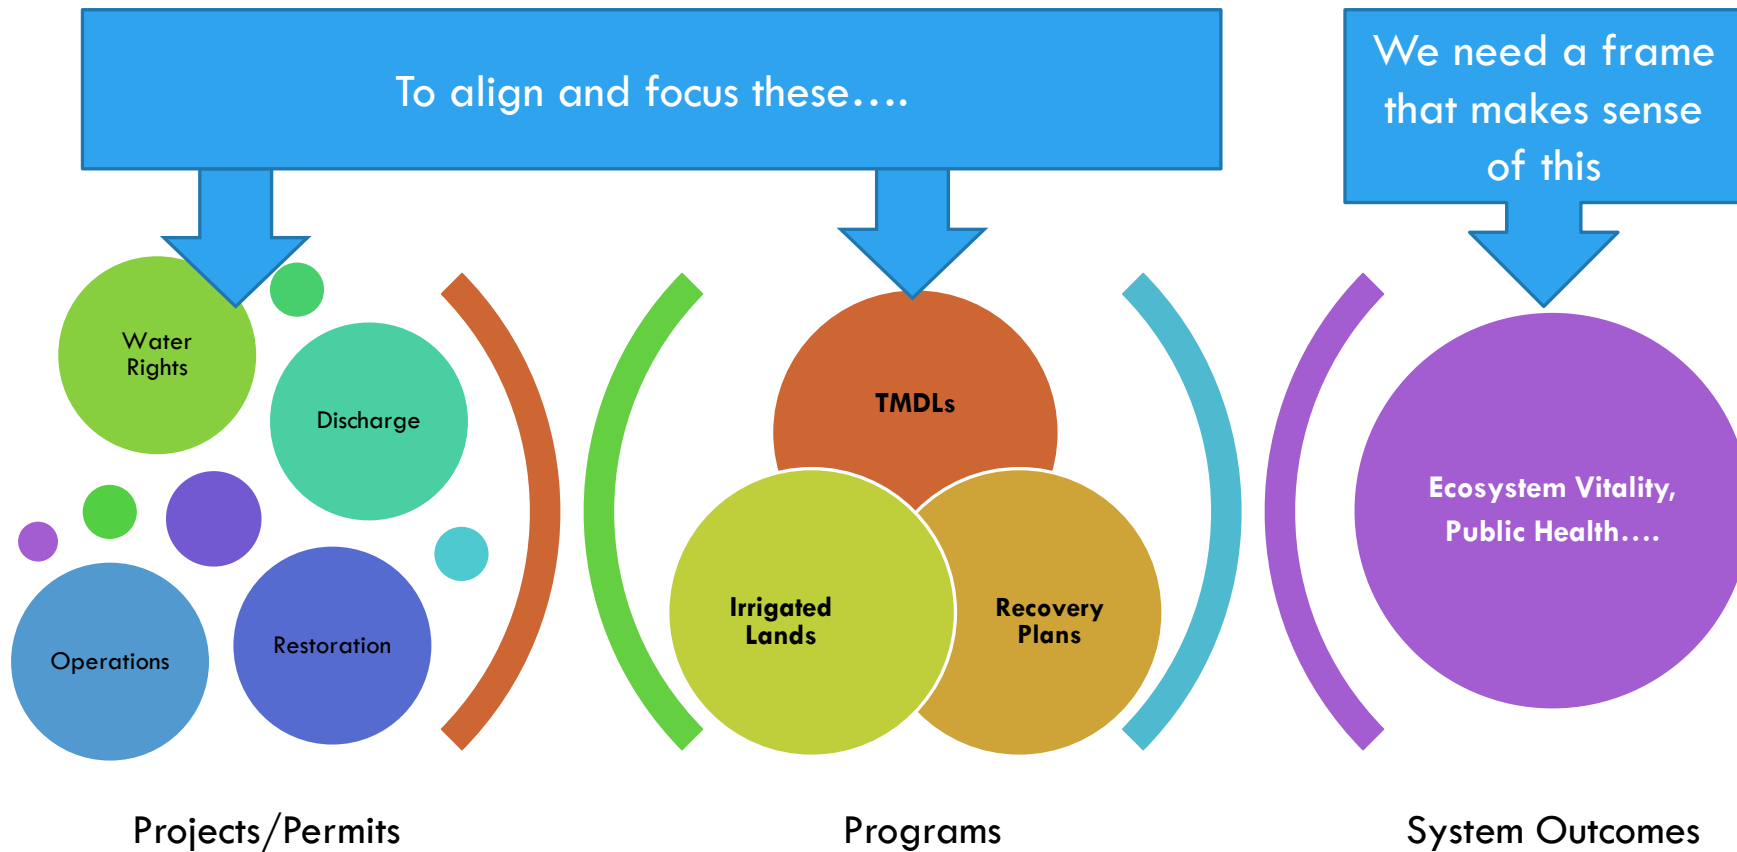 To align and focus these....
We need a frame
that makes sense
of this
Water
Rights
Discharge
Operations
Restoration
TMDLs
Irrigated
Lands
Recovery
Plans
Ecosystem Vitality,
Public Health....
Projects/Permits
Programs
System Outcomes